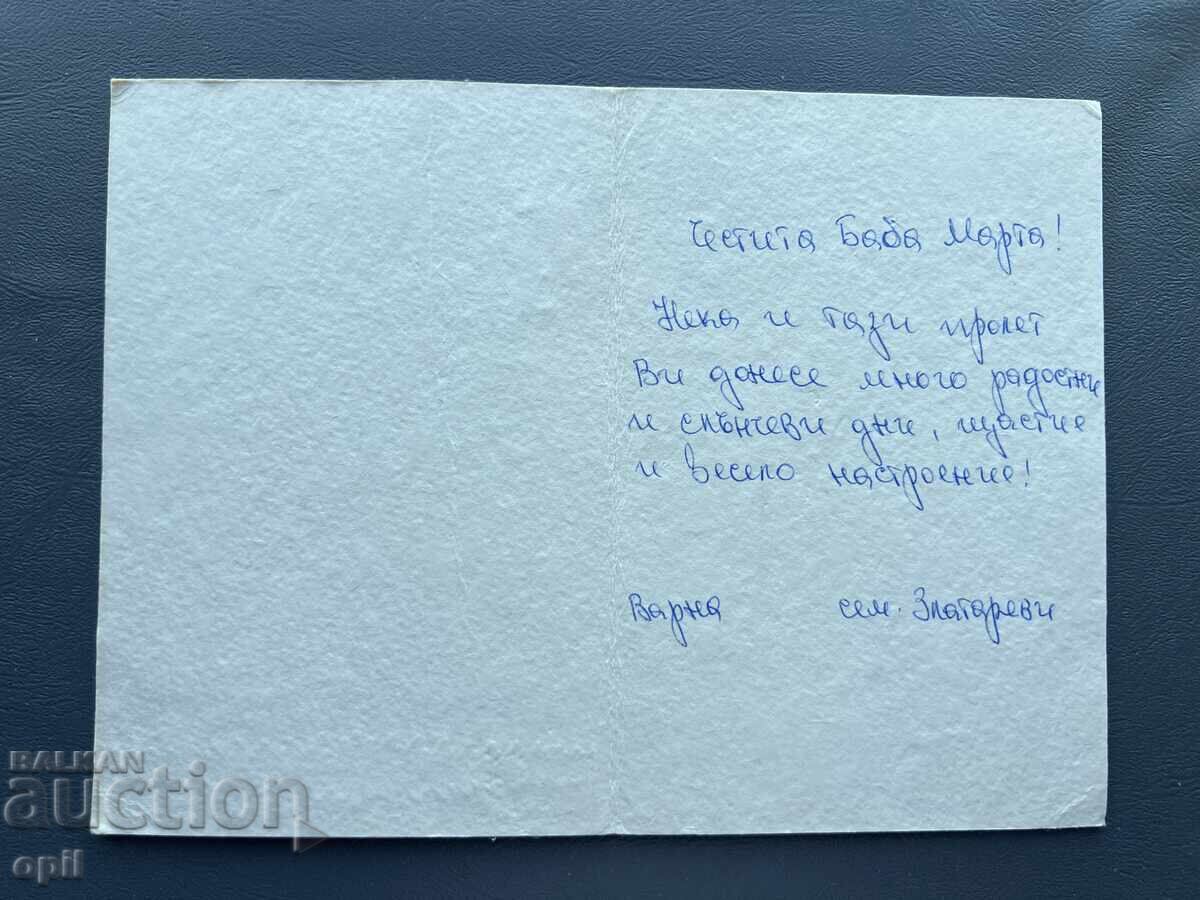 Честита Баба Марта!
Нека и тази пролет
Ви донесе много радостни
и слънчеви дни, щастие
и весело настроение!
Варна сем. Златареви
BALKAN
auction
opil